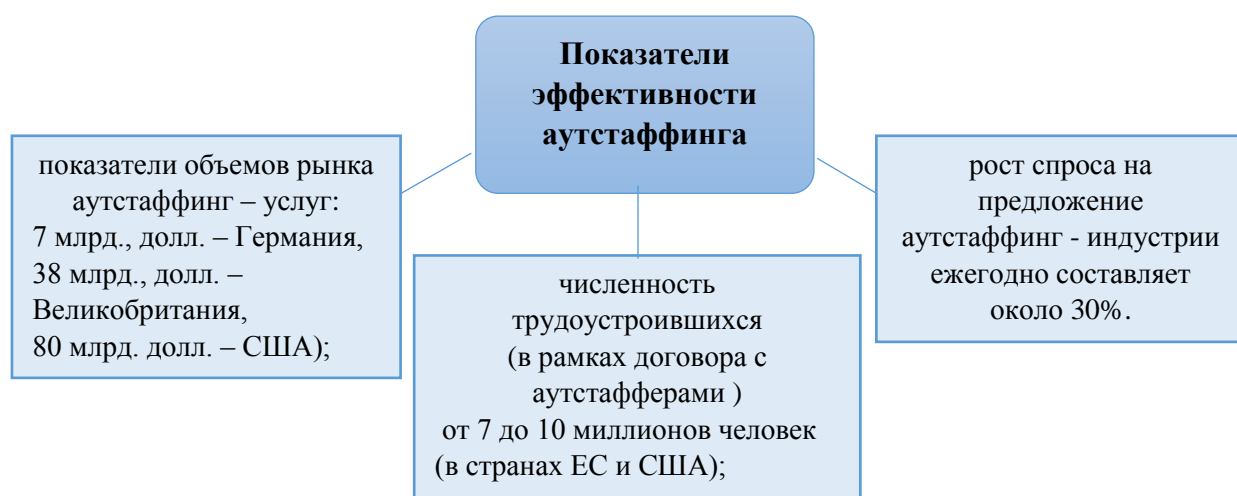 Показатели
эффективности
аутстаффинга
показатели объемов рынка
аутстаффинг – услуг:
7 млрд., долл. – Германия,
38 млрд., долл. –
Великобритания,
80 млрд. долл. – США);
численность
трудоустроившихся
(в рамках договора с
аутстафферами )
от 7 до 10 миллионов человек
(в странах ЕС и США);
рост спроса на
предложение
аутстаффинг - индустрии
ежегодно составляет
около 30%.